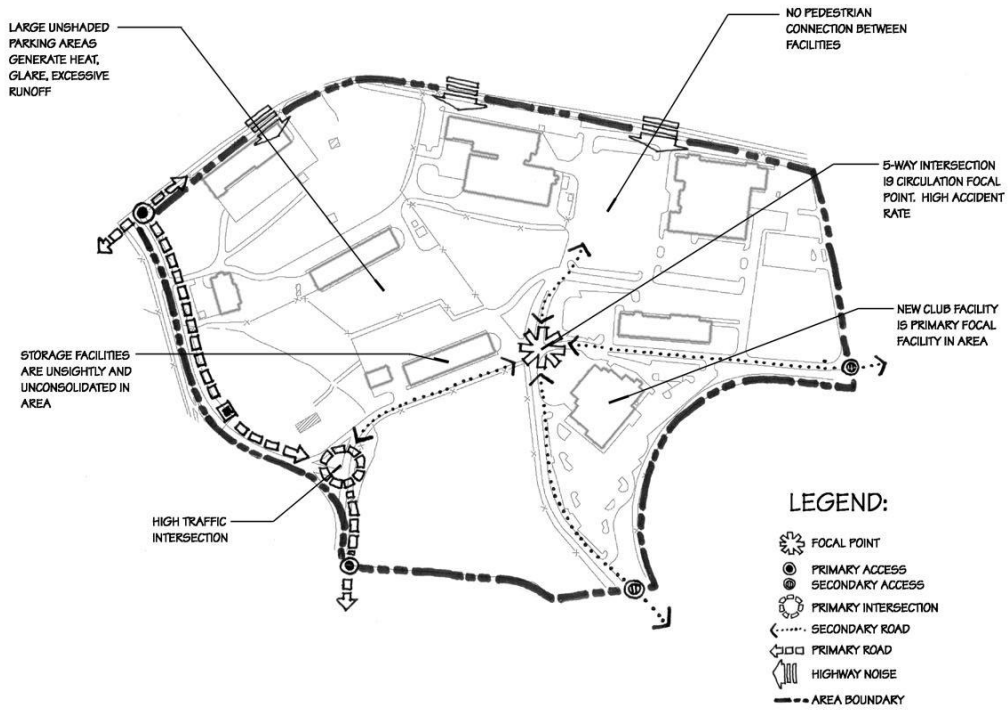 LARGE UNSHADED
PARKING AREAS
GENERATE HEAT,
GLARE, EXCESSIVE
RUNOFF
NO PEDESTRIAN
CONNECTION BETWEEN
FACILITIES
5-WAY INTERSECTION
IS CIRCULATION FOCAL
POINT. HIGH ACCIDENT
RATE
NEW CLUB FACILITY
IS PRIMARY FOCAL
FACILITY IN AREA
STORAGE FACILITIES
ARE UNSIGHTLY AND
UNCONSOLIDATED IN
AREA
HIGH TRAFFIC
INTERSECTION
LEGEND:
FOCAL POINT
PRIMARY ACCESS
SECONDARY ACCESS
PRIMARY INTERSECTION
SECONDARY ROAD
PRIMARY ROAD
HIGHWAY NOISE
AREA BOUNDARY